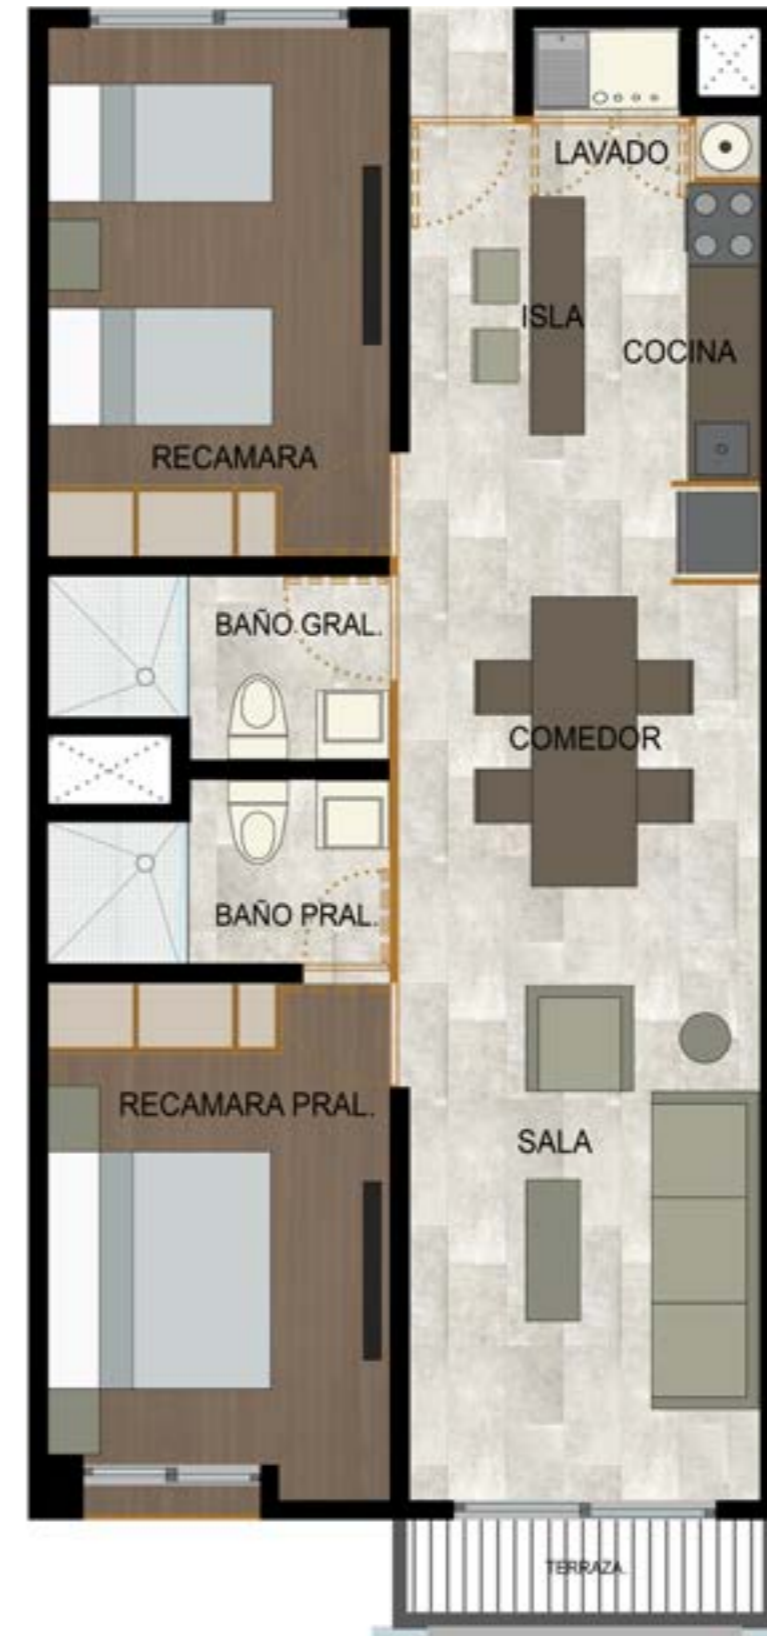 LAVADO
ISLA
COCINA
RECAMARA
BAÑO GRAL.
COMEDOR
BAÑO PRAL.
RECAMARA PRAL.
SALA
TERRAZA.